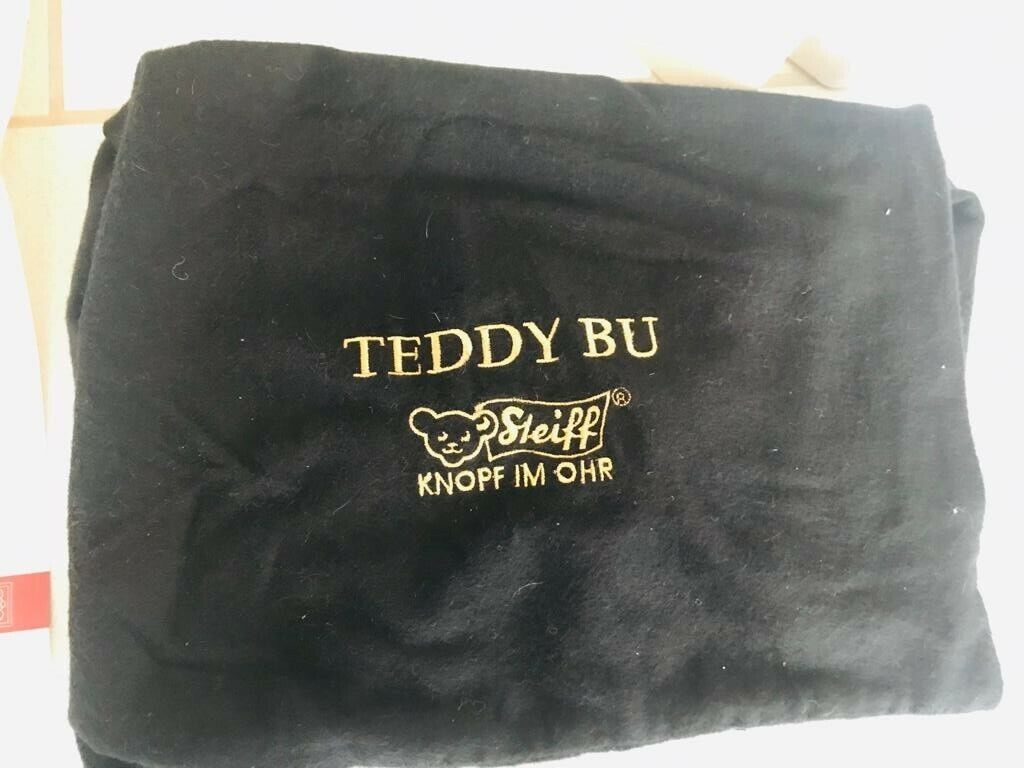 TEDDY BU
Steiff®
KNOPF IM OHR